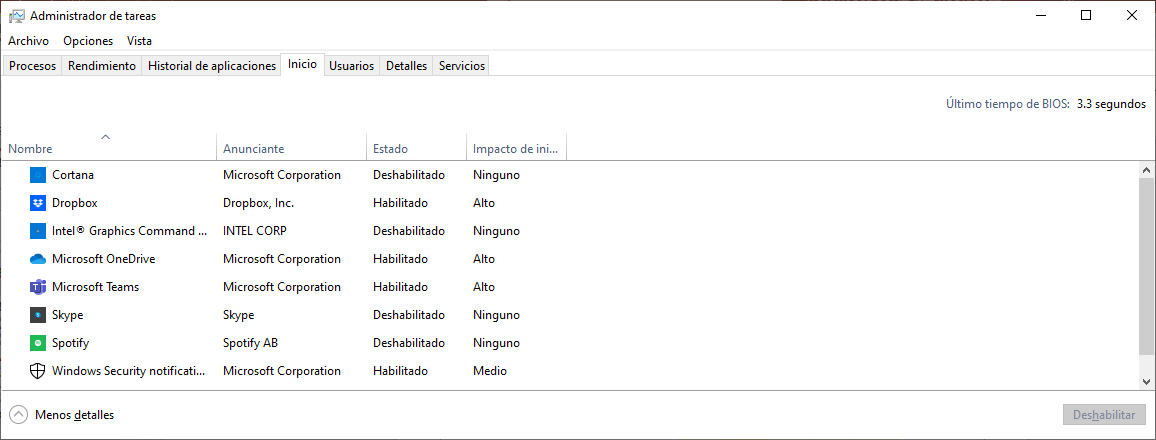 Administrador de tareas
Archivo Opciones Vista
Procesos Rendimiento Historial de aplicaciones Inicio Usuarios Detalles Servicios
Último tiempo de BIOS: 3.3 segundos
Nombre Anunciante Estado Impacto de ini...
Cortana Microsoft Corporation Deshabilitado Ninguno
Dropbox Dropbox, Inc. Habilitado Alto
Intel® Graphics Command ... INTEL CORP Deshabilitado Ninguno
Microsoft OneDrive Microsoft Corporation Habilitado Alto
Microsoft Teams Microsoft Corporation Habilitado Alto
Skype Skype Deshabilitado Ninguno
Spotify Spotify AB Deshabilitado Ninguno
Windows Security notificati... Microsoft Corporation Habilitado Medio
Menos detalles Deshabilitar